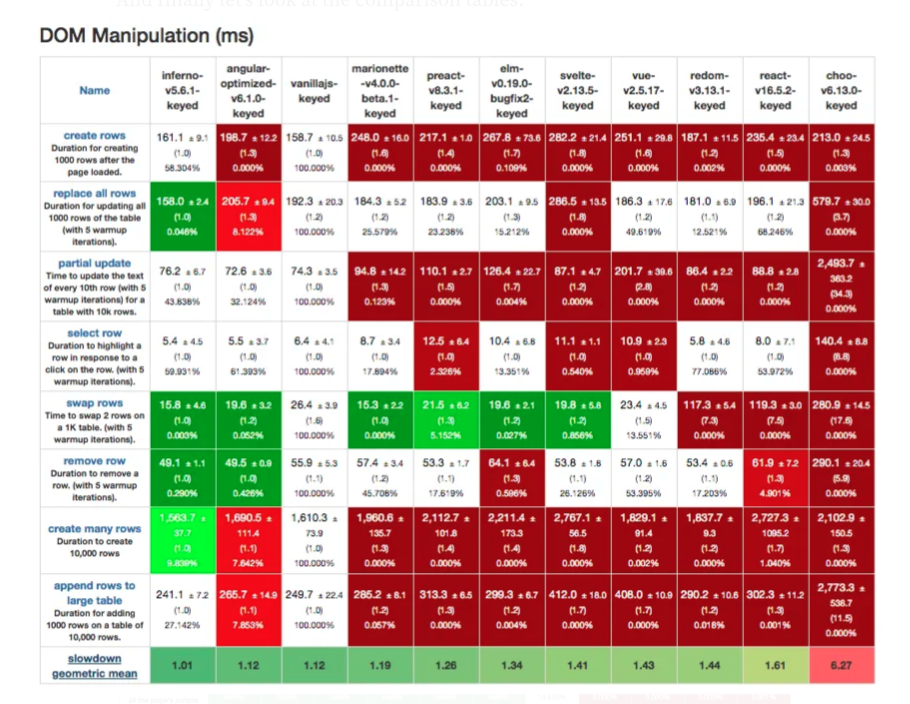 And finally let's look at the comparison tables.
DOM Manipulation (ms)
Name
inferno-v5.6.1-keyed
angular-optimized-v6.1.0-keyed
vanillajs-keyed
marionette-v4.0.0-beta.1-keyed
preact-v8.3.1-keyed
elm-v0.19.0-bugfix2-keyed
svelte-v2.13.5-keyed
vue-v2.5.17-keyed
redom-v3.13.1-keyed
react-v16.5.2-keyed
choo-v6.13.0-keyed
create rows
Duration for creating
1000 rows after the
page loaded.
161.1 ± 9.1 198.7 ± 12.2 158.7 ± 10.5 248.0 ± 16.0 217.1 ± 1.0 267.8 ± 73.6 282.2 ± 21.4 251.1 ± 29.8 187.1 ± 11.5 235.4 ± 23.4 213.0 ± 24.5
(1.0) (1.3) (1.0) (1.6) (1.4) (1.7) (1.8) (1.6) (1.2) (1.5) (1.3)
58.304% 0.000% 100.000% 0.000% 0.000% 0.109% 0.000% 0.000% 0.002% 0.000% 0.003%
replace all rows
Duration for updating all
1000 rows of the table
(with 5 warmup
iterations).
158.0 ± 2.4 205.7 ± 9.4 192.3 ± 20.3 184.3 ± 5.2 183.9 ± 3.6 203.1 ± 9.5 286.5 ± 13.5 186.3 ± 17.6 181.0 ± 6.9 196.1 ± 21.3 579.7 ± 30.0
(1.0) (1.3) (1.2) (1.2) (1.2) (1.3) (1.8) (1.2) (1.1) (1.2) (3.7)
0.046% 8.122% 100.000% 25.579% 23.238% 15.212% 0.000% 49.619% 12.521% 68.246% 0.000%
partial update
Time to update the text
of every 10th row (with 5
warmup iterations) for a
table with 10k rows.
76.2 ± 6.7 72.6 ± 3.6 74.3 ± 3.5 94.8 ± 14.2 110.1 ± 2.7 126.4 ± 22.7 87.1 ± 4.7 201.7 ± 39.6 86.4 ± 2.2 88.8 ± 2.8 2,493.7 ± 363.2
(1.0) (1.0) (1.0) (1.3) (1.5) (1.7) (1.2) (2.8) (1.2) (1.2) (34.3)
43.838% 32.124% 100.000% 0.123% 0.000% 0.004% 0.000% 0.000% 0.000% 0.000% 0.000%
select row
Duration to highlight a
row in response to a
click on the row. (with 5
warmup iterations).
5.4 ± 4.5 5.5 ± 3.7 6.4 ± 4.1 8.7 ± 3.4 12.5 ± 6.4 10.4 ± 6.8 11.1 ± 1.1 10.9 ± 2.3 5.8 ± 4.6 8.0 ± 7.1 140.4 ± 8.8
(1.0) (1.0) (1.0) (1.0) (1.0) (1.0) (1.0) (1.0) (1.0) (1.0) (8.8)
59.931% 61.393% 100.000% 17.894% 2.326% 13.351% 0.540% 0.959% 77.086% 53.972% 0.000%
swap rows
Time to swap 2 rows on
a 1K table. (with 5
warmup iterations).
15.8 ± 4.6 19.6 ± 3.2 26.4 ± 3.9 15.3 ± 2.2 21.5 ± 6.2 19.6 ± 2.1 19.8 ± 5.8 23.4 ± 4.5 117.3 ± 5.4 119.3 ± 3.0 280.9 ± 14.5
(1.0) (1.2) (1.6) (1.0) (1.3) (1.2) (1.2) (1.5) (7.3) (7.5) (17.6)
0.003% 0.052% 100.000% 0.000% 5.152% 0.027% 0.856% 13.551% 0.000% 0.000% 0.000%
remove row
Duration to remove a
row. (with 5 warmup
iterations).
49.1 ± 1.1 49.5 ± 0.9 55.9 ± 5.3 57.4 ± 3.4 53.3 ± 1.7 64.1 ± 6.4 53.8 ± 1.8 57.0 ± 1.6 53.4 ± 0.6 61.9 ± 7.2 290.1 ± 20.4
(1.0) (1.0) (1.1) (1.2) (1.1) (1.3) (1.1) (1.2) (1.1) (1.3) (5.9)
0.290% 0.426% 100.000% 45.708% 17.619% 0.596% 26.126% 53.395% 17.203% 4.901% 0.000%
create many rows
Duration to create
10,000 rows
1,563.7 ± 1,690.5 ± 1,610.3 ± 1,960.6 ± 2,112.7 ± 2,211.4 ± 2,767.1 ± 1,829.1 ± 1,837.7 ± 2,727.3 ± 2,102.9 ±
37.7 111.4 73.9 135.7 101.8 173.3 56.5 91.4 9.3 1095.2 150.5
(1.0) (1.1) (1.0) (1.3) (1.4) (1.4) (1.8) (1.2) (1.2) (1.7) (1.3)
9.839% 7.842% 100.000% 0.000% 0.000% 0.000% 0.000% 0.002% 0.000% 1.040% 0.000%
append rows to
large table
Duration for adding
1000 rows on a table of
10,000 rows.
241.1 ± 7.2 265.7 ± 14.9 249.7 ± 22.4 285.2 ± 8.1 313.3 ± 6.5 299.3 ± 6.7 412.0 ± 18.0 408.0 ± 10.9 290.2 ± 10.6 302.3 ± 11.2 2,773.3 ± 538.7
(1.0) (1.1) (1.0) (1.2) (1.3) (1.2) (1.7) (1.7) (1.2) (1.3) (11.5)
27.142% 7.853% 100.000% 0.057% 0.000% 0.004% 0.000% 0.000% 0.018% 0.001% 0.000%
slowdown
geometric mean
1.01 1.12 1.12 1.19 1.26 1.34 1.41 1.43 1.44 1.61 6.27